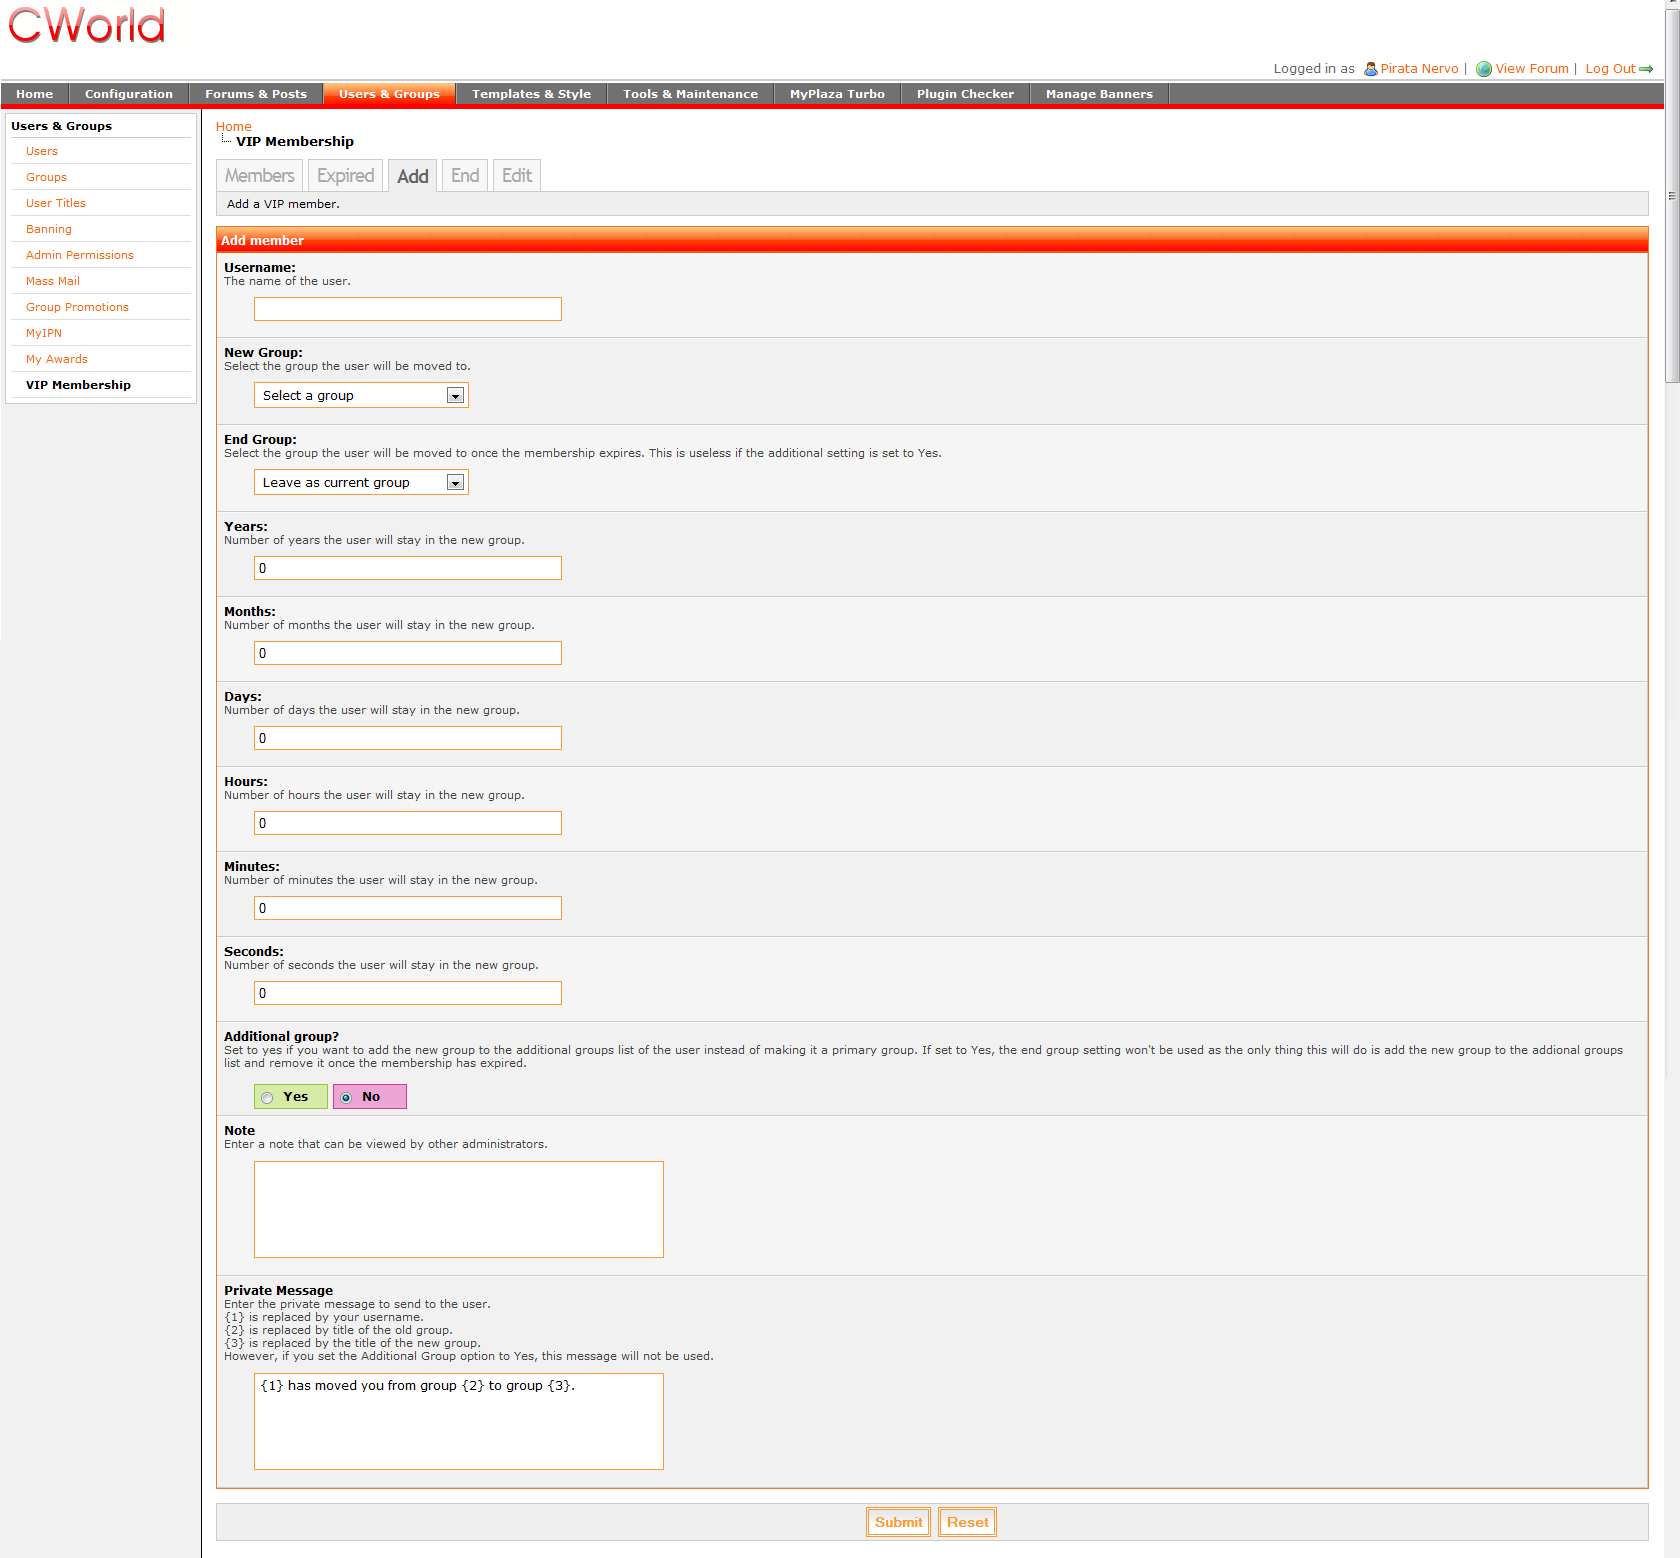 CWorld
Logged in as Pirata Nervo | View Forum | Log Out
Home Configuration Forums & Posts Users & Groups Templates & Style Tools & Maintenance MyPlaza Turbo Plugin Checker Manage Banners
Users & Groups
Users
Groups
User Titles
Banning
Admin Permissions
Mass Mail
Group Promotions
MyIPN
My Awards
VIP Membership
Home
VIP Membership
Members Expired Add End Edit
Add a VIP member.
Add member
Username:
The name of the user.
New Group:
Select the group the user will be moved to.
Select a group
End Group:
Select the group the user will be moved to once the membership expires. This is useless if the additional setting is set to Yes.
Leave as current group
Years:
Number of years the user will stay in the new group.
0
Months:
Number of months the user will stay in the new group.
0
Days:
Number of days the user will stay in the new group.
0
Hours:
Number of hours the user will stay in the new group.
0
Minutes:
Number of minutes the user will stay in the new group.
0
Seconds:
Number of seconds the user will stay in the new group.
0
Additional group?
Set to yes if you want to add the new group to the additional groups list of the user instead of making it a primary group. If set to Yes, the end group setting won't be used as the only thing this will do is add the new group to the addional groups
list and remove it once the membership has expired.
Yes No
Note
Enter a note that can be viewed by other administrators.
Private Message
Enter the private message to send to the user.
{1} is replaced by your username.
{2} is replaced by title of the old group.
{3} is replaced by the title of the new group.
However, if you set the Additional Group option to Yes, this message will not be used.
{1} has moved you from group {2} to group {3}.
Submit Reset